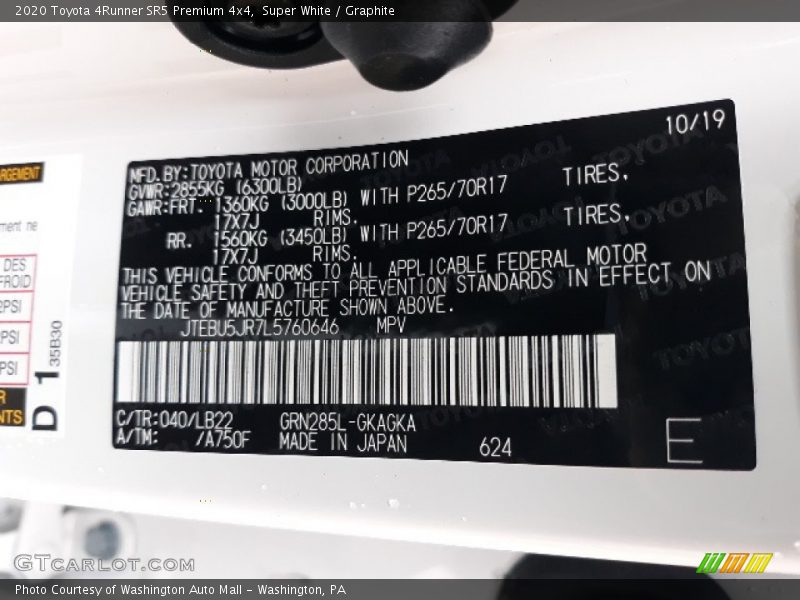 2020 Toyota 4Runner SR5 Premium 4x4, Super White / Graphite
10/19
MFD.BY:TOYOTA MOTOR CORPORATION
GVWR:2855KG (6300LB)
GAWR:FRT. 1360KG (3000LB) WITH P265/70R17 TIRES,
17X7J RIMS.
RR. 1560KG (3450LB) WITH P265/70R17 TIRES,
17X7J RIMS.
THIS VEHICLE CONFORMS TO ALL APPLICABLE FEDERAL MOTOR
VEHICLE SAFETY AND THEFT PREVENTION STANDARDS IN EFFECT ON
THE DATE OF MANUFACTURE SHOWN ABOVE.
JTEBU5JR7L5760646 MPV
C/TR:040/LB22 GRN285L-GKAGKA
A/TM: /A750F MADE IN JAPAN 624
E
DES
FROID
PSI
PSI
D 1 35B30
GTcarlot.com
Photo Courtesy of Washington Auto Mall - Washington, PA